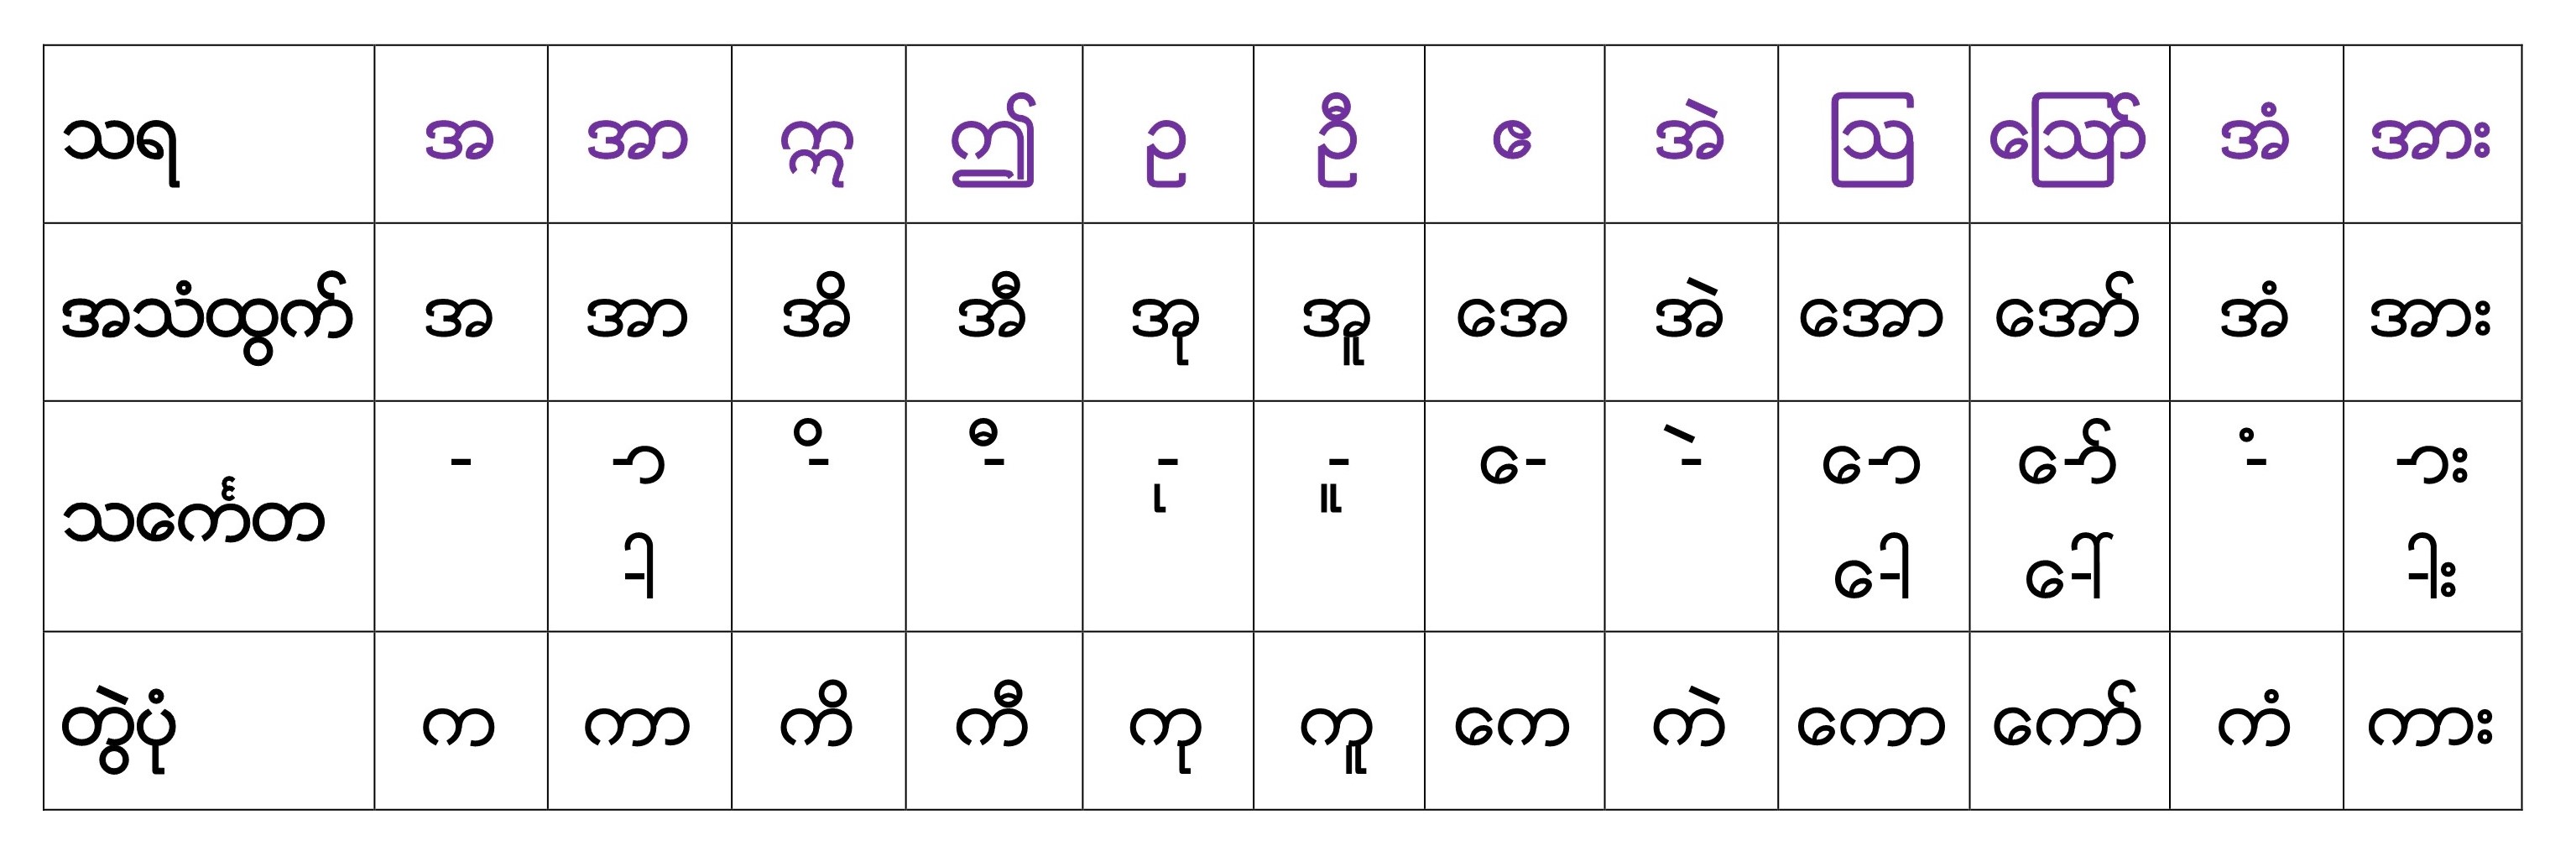 သရ အ အာ ဣ ဤ ဥ ဦ ဧ အဲ ဩ ဪ အံ အား
အသံထွက် အ အာ အိ အီ အု အူ အေ အဲ အော အော် အံ အား
သင်္ကေတ - -ာ -ိ -ီ -ု -ူ ေ- -ဲ ေ-ာ ေ-ာ် -ံ -ား
-ါ ေ-ါ ေ-ါ် -ါး
တွဲပုံ က ကာ ကိ ကီ ကု ကူ ကေ ကဲ ကော ကော် ကံ ကား